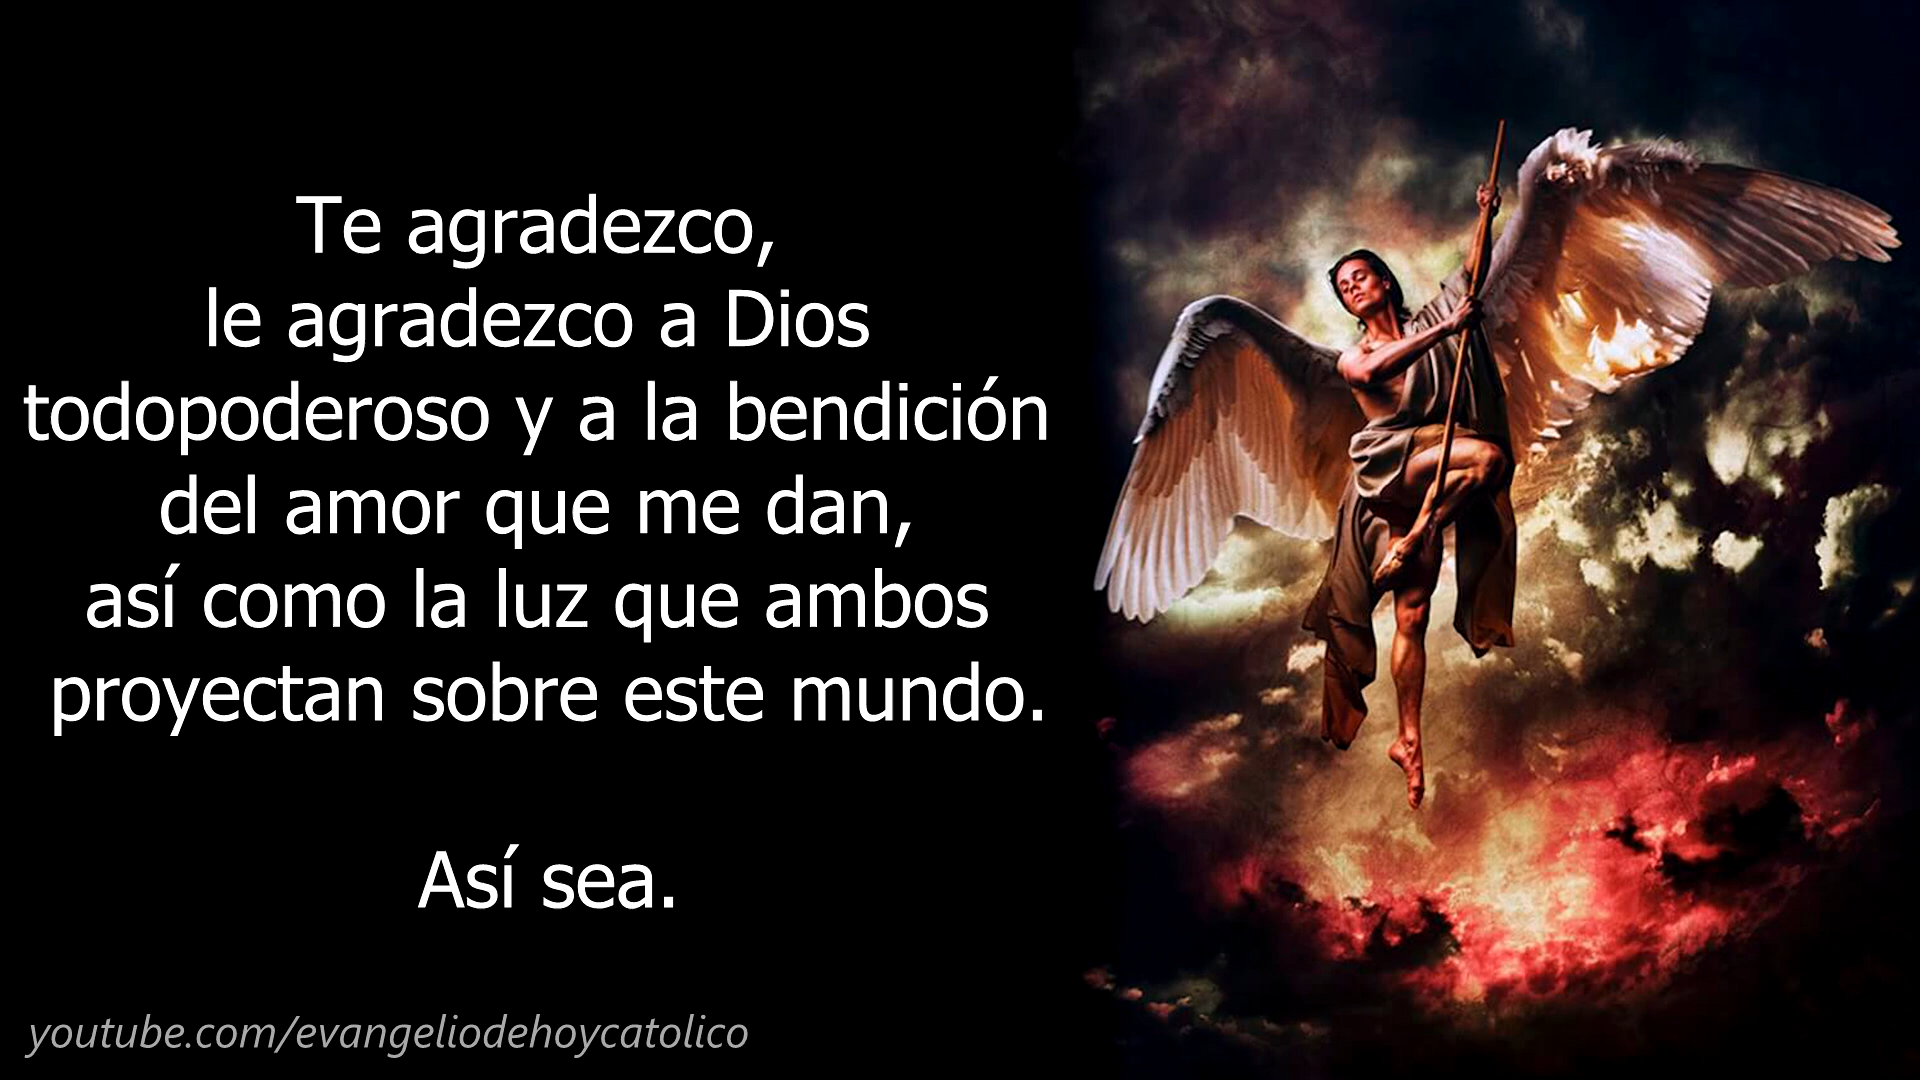 Te agradezco,
le agradezco a Dios
todopoderoso y a la bendición
del amor que me dan,
así como la luz que ambos
proyectan sobre este mundo.
Así sea.
youtube.com/evangeliodehoycatolico